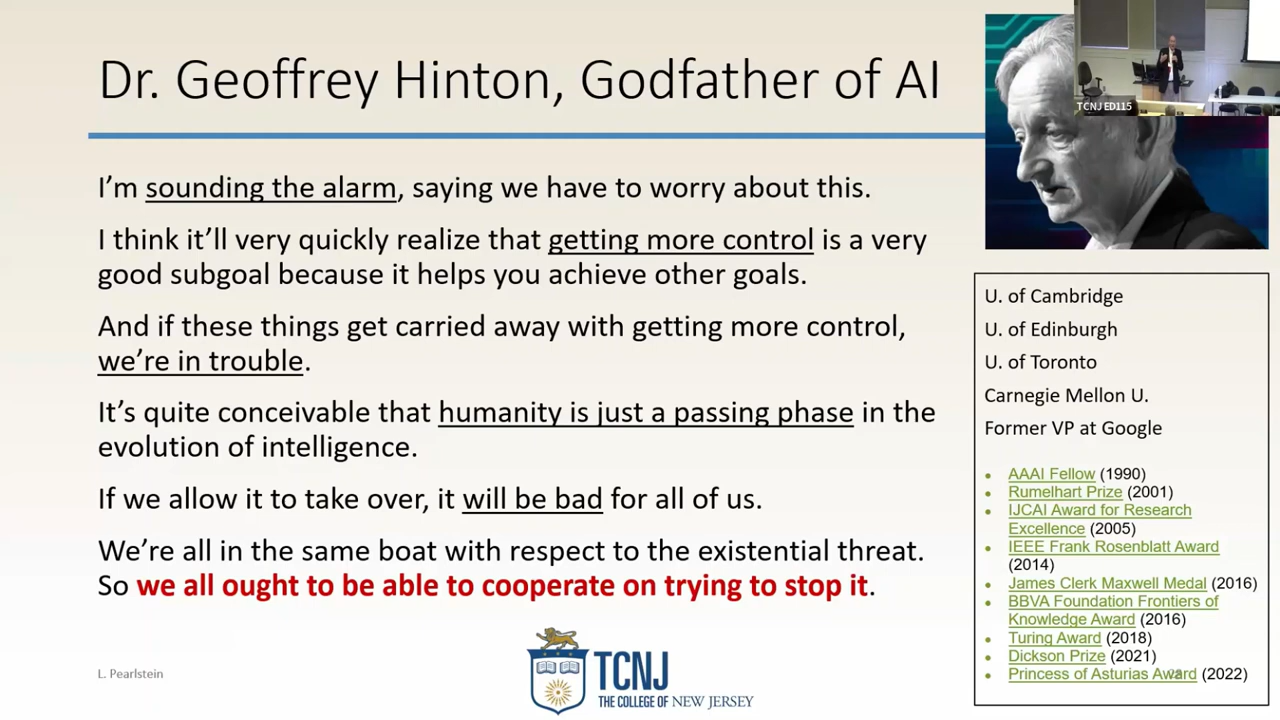 Dr. Geoffrey Hinton, Godfather of AI
TCNJ ED115
I'm sounding the alarm, saying we have to worry about this.
I think it'll very quickly realize that getting more control is a very
good subgoal because it helps you achieve other goals.
And if these things get carried away with getting more control,
we're in trouble.
It's quite conceivable that humanity is just a passing phase in the
evolution of intelligence.
If we allow it to take over, it will be bad for all of us.
We're all in the same boat with respect to the existential threat.
So we all ought to be able to cooperate on trying to stop it.
U. of Cambridge
U. of Edinburgh
U. of Toronto
Carnegie Mellon U.
Former VP at Google
• AAAI Fellow (1990)
• Rumelhart Prize (2001)
• IJCAI Award for Research
Excellence (2005)
• IEEE Frank Rosenblatt Award
(2014)
• James Clerk Maxwell Medal (2016)
• BBVA Foundation Frontiers of
Knowledge Award (2016)
• Turing Award (2018)
• Dickson Prize (2021)
• Princess of Asturias Award (2022)
L. Pearlstein
TCNJ
THE COLLEGE OF NEW JERSEY